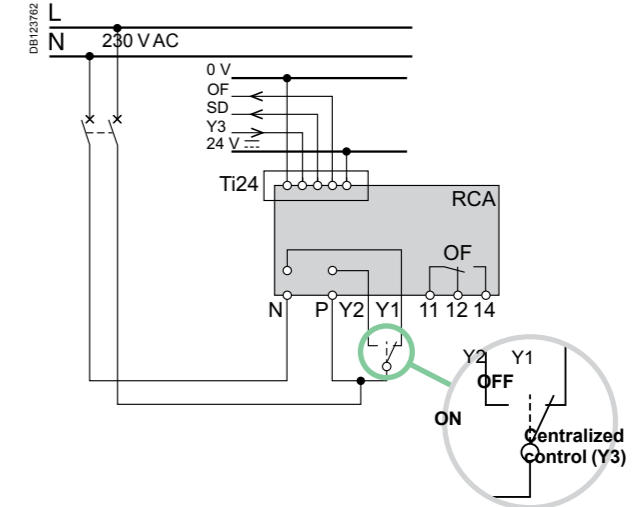 DB123762
L
N
230 V AC
0 V
OF
SD
Y3
24 V
Ti24
RCA
OF
N P Y2 Y1 11 12 14
Y2 Y1
OFF
ON
Centralized
control (Y3)